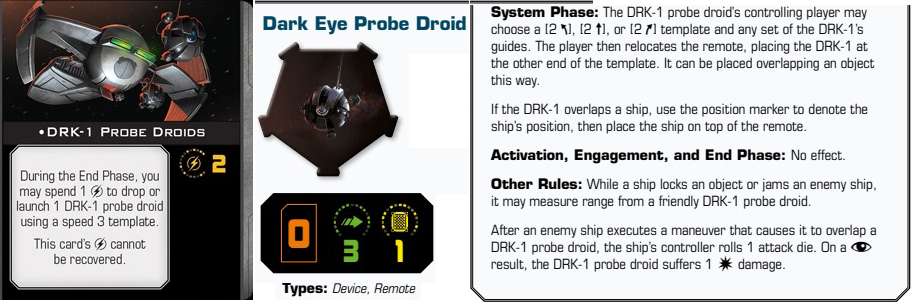 •DRK-1 PROBE DROIDS
2
During the End Phase, you
may spend 1 to drop or
launch 1 DRK-1 probe droid
using a speed 3 template.
This card's cannot
be recovered.
Dark Eye Probe Droid
0
3
1
Types: Device, Remote
System Phase: The DRK-1 probe droid's controlling player may
choose a [2 ↰], [2 ↑], or [2 ↱] template and any set of the DRK-1's
guides. The player then relocates the remote, placing the DRK-1 at
the other end of the template. It can be placed overlapping an object
this way.
If the DRK-1 overlaps a ship, use the position marker to denote the
ship's position, then place the ship on top of the remote.
Activation, Engagement, and End Phase: No effect.
Other Rules: While a ship locks an object or jams an enemy ship,
it may measure range from a friendly DRK-1 probe droid.
After an enemy ship executes a maneuver that causes it to overlap a
DRK-1 probe droid, the ship's controller rolls 1 attack die. On a
result, the DRK-1 probe droid suffers 1 damage.